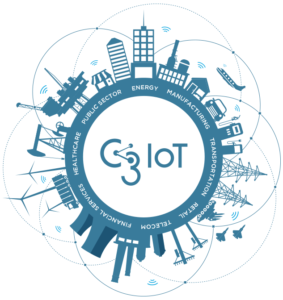 C3 IoT
ENERGY
MANUFACTURING
TRANSPORTATION
RETAIL
TELECOM
FINANCIAL SERVICES
HEALTHCARE
PUBLIC SECTOR